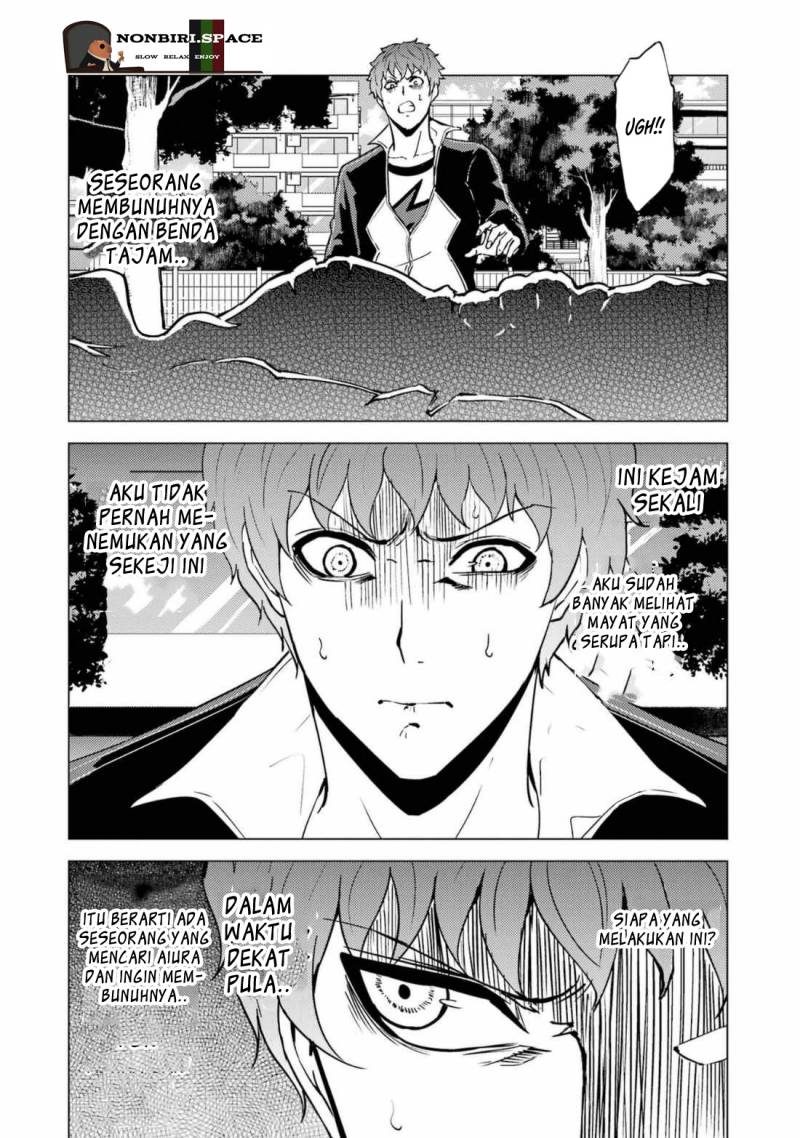 NONBIRI.SPACE
SLOW RELAX ENJOY
UGH!!
SESEORANG
MEMBUNUHNYA
DENGAN BENDA
TAJAM..
INI KEJAM
SEKALI
AKU SUDAH
BANYAK MELIHAT
MAYAT YANG
SERUPA TAPI..
AKU TIDAK
PERNAH ME-
NEMUKAN YANG
SEKEJI INI
SIAPA YANG
MELAKUKAN INI?
DALAM
WAKTU
DEKAT
PULA..
ITU BERARTI ADA
SESEORANG YANG
MENCARI AIURA
DAN INGIN MEM-
BUNUHNYA..